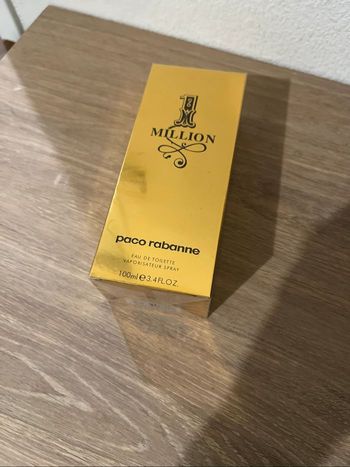 1
MILLION
paco rabanne
EAU DE TOILETTE
VAPORISATEUR SPRAY
100ml ℮ 3.4FL.OZ.